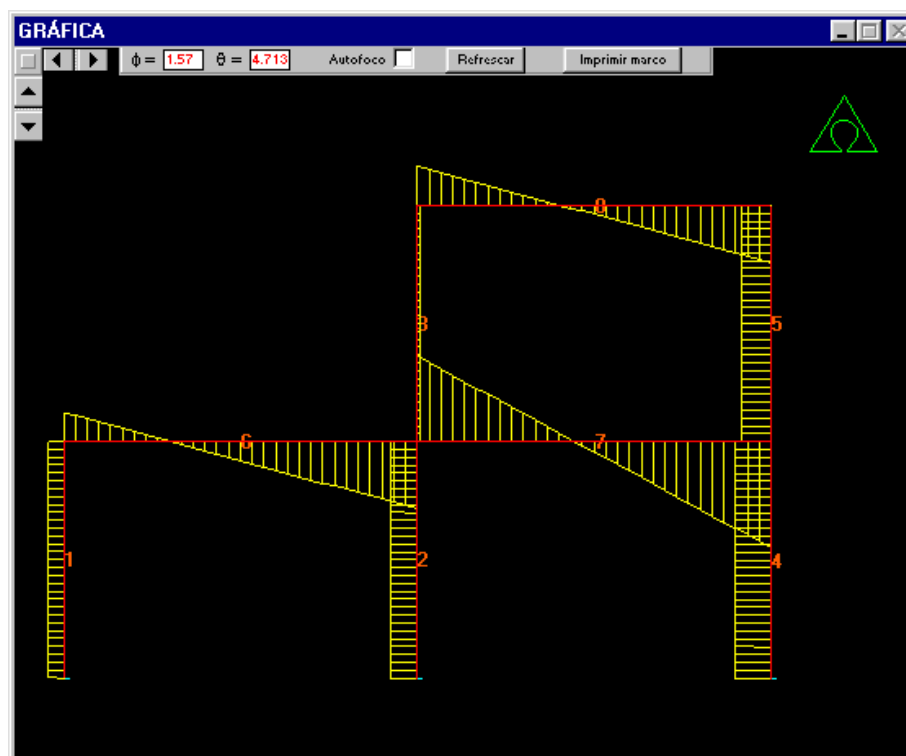 GRÁFICA
ϕ = 1.57 θ = 4.713 Autofoco Refrescar Imprimir marco
8
3 5
6 7
1 2 4